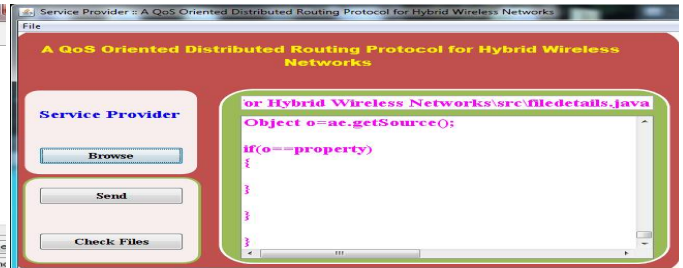 Service Provider :: A QoS Oriented Distributed Routing Protocol for Hybrid Wireless Networks
File
A QoS Oriented Distributed Routing Protocol for Hybrid Wireless
Networks
Service Provider
Browse
Send
Check Files
or Hybrid Wireless Networks\src\filedetails.java
Object o=ae.getSource();
if(o==property)
{
}
}
}